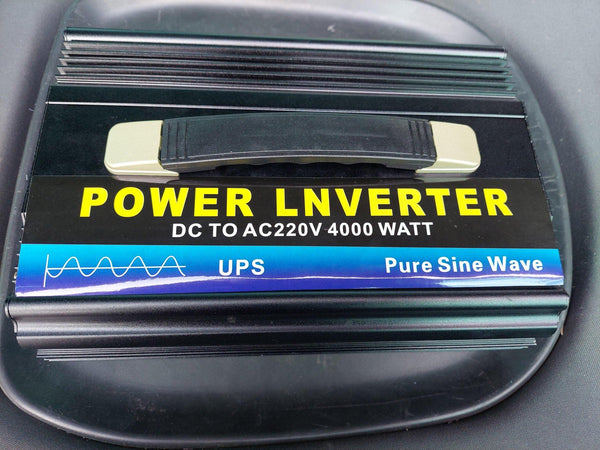 POWER LNVERTER
DC TO AC220V 4000 WATT
UPS Pure Sine Wave